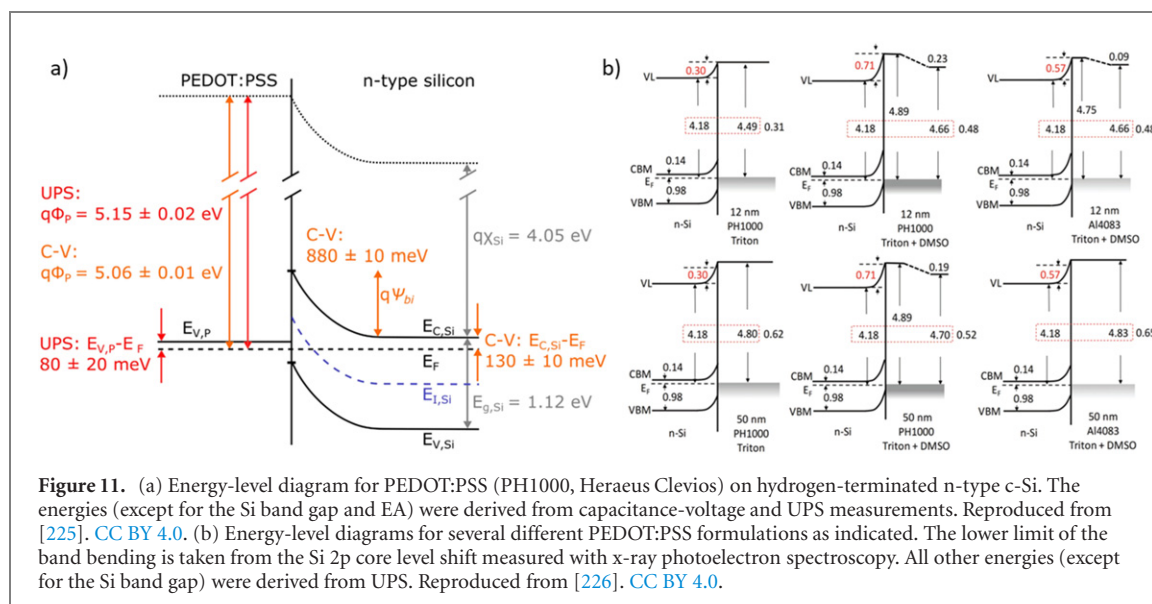 a)
PEDOT:PSS
n-type silicon
UPS:
qΦP = 5.15 ± 0.02 eV
C-V:
qΦP = 5.06 ± 0.01 eV
C-V:
880 ± 10 meV
qΨbi
qχSi = 4.05 eV
EV,P
UPS: EV,P-EF
80 ± 20 meV
EC,Si
EF
C-V: EC,Si-EF
130 ± 10 meV
EI,Si
Eg,Si = 1.12 eV
EV,Si
b)
VL
0.30
4.18
4.49
0.31
CBM
0.14
EF
0.98
VBM
n-Si
12 nm
PH1000
Triton
VL
0.71
0.23
4.89
4.18
4.66
0.48
CBM
0.14
EF
0.98
VBM
n-Si
12 nm
PH1000
Triton + DMSO
VL
0.57
0.09
4.75
4.18
4.66
0.48
CBM
0.14
EF
0.98
VBM
n-Si
12 nm
Al4083
Triton + DMSO
VL
0.30
4.18
4.80
0.62
CBM
0.14
EF
0.98
VBM
n-Si
50 nm
PH1000
Triton
VL
0.71
0.19
4.89
4.18
4.70
0.52
CBM
0.14
EF
0.98
VBM
n-Si
50 nm
PH1000
Triton + DMSO
VL
0.57
4.18
4.83
0.65
CBM
0.14
EF
0.98
VBM
n-Si
50 nm
Al4083
Triton + DMSO
Figure 11. (a) Energy-level diagram for PEDOT:PSS (PH1000, Heraeus Clevios) on hydrogen-terminated n-type c-Si. The
energies (except for the Si band gap and EA) were derived from capacitance-voltage and UPS measurements. Reproduced from
[225]. CC BY 4.0. (b) Energy-level diagrams for several different PEDOT:PSS formulations as indicated. The lower limit of the
band bending is taken from the Si 2p core level shift measured with x-ray photoelectron spectroscopy. All other energies (except
for the Si band gap) were derived from UPS. Reproduced from [226]. CC BY 4.0.